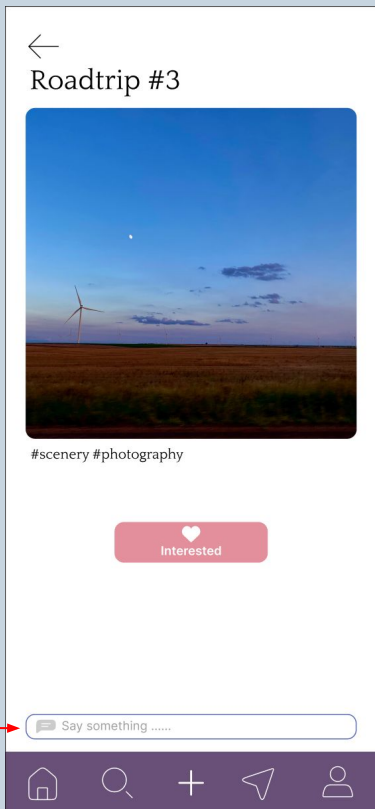 Roadtrip #3
#scenery #photography
Interested
Say something ......